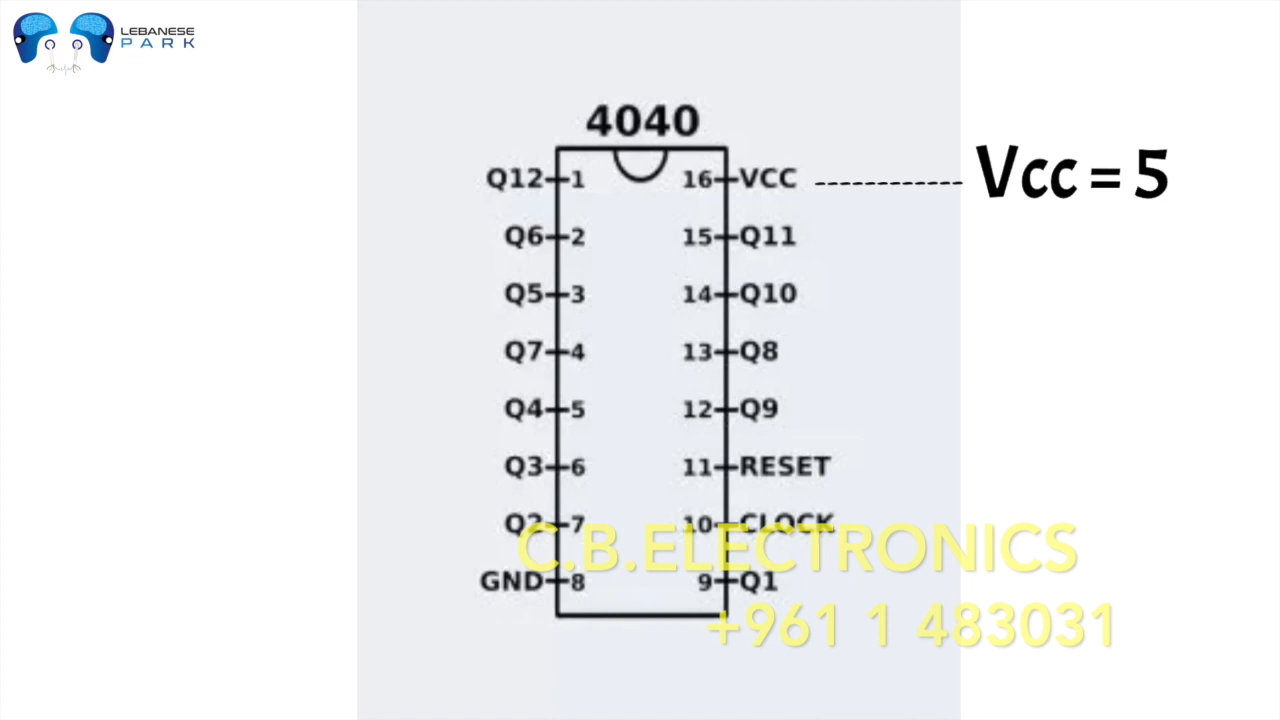 LEBANESE
PARK
4040
Q12 1 16 VCC Vcc = 5
Q6 2 15 Q11
Q5 3 14 Q10
Q7 4 13 Q8
Q4 5 12 Q9
Q3 6 11 RESET
Q2 7 10 CLOCK
C.B.ELECTRONICS
GND 8 9 Q1
+961 1 483031